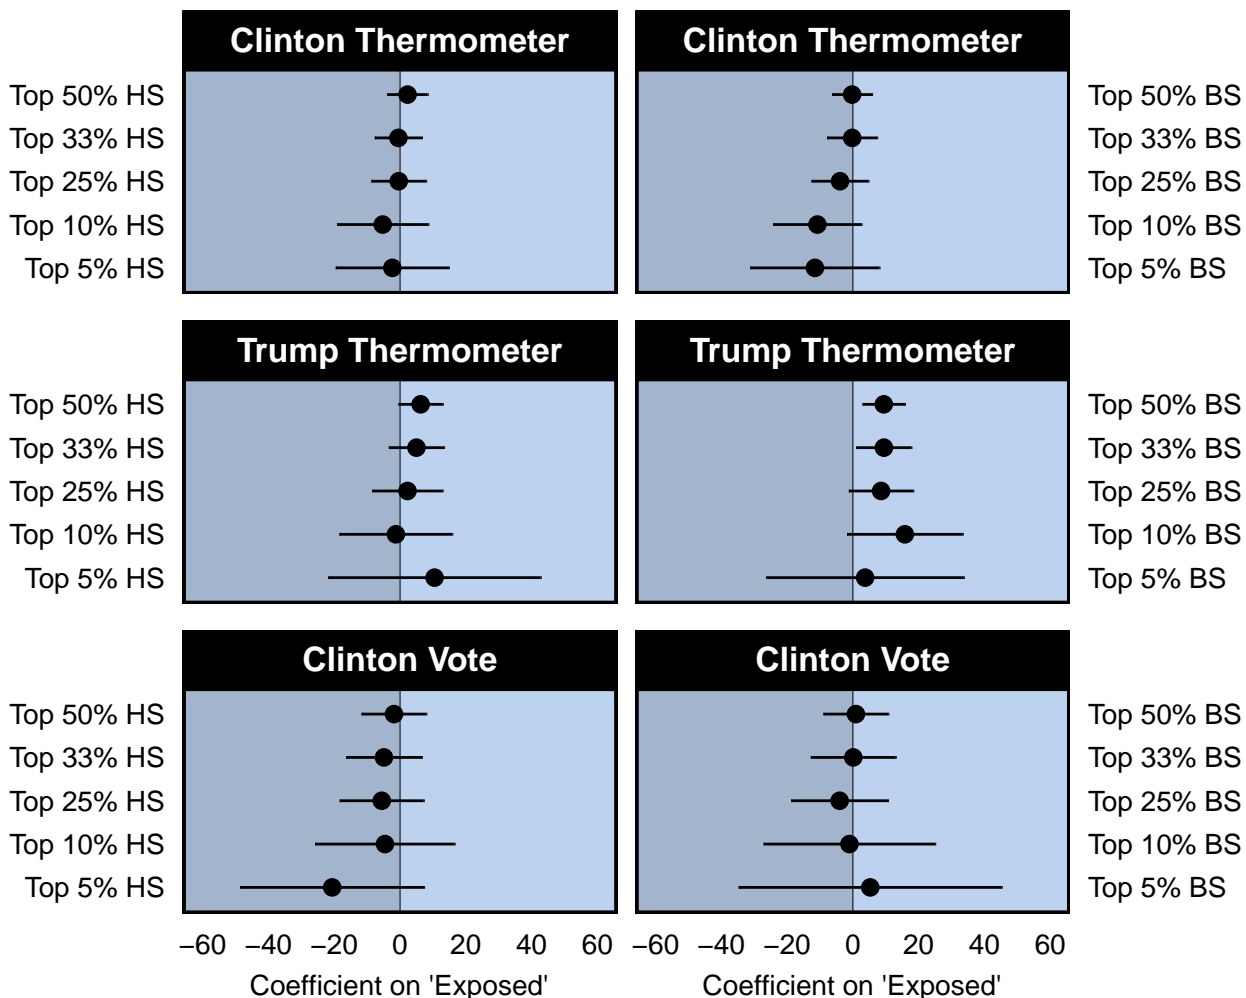 Clinton Thermometer
Clinton Thermometer
Top 50% HS
Top 50% BS
Top 33% HS
Top 33% BS
Top 25% HS
Top 25% BS
Top 10% HS
Top 10% BS
Top 5% HS
Top 5% BS
Trump Thermometer
Trump Thermometer
Top 50% HS
Top 50% BS
Top 33% HS
Top 33% BS
Top 25% HS
Top 25% BS
Top 10% HS
Top 10% BS
Top 5% HS
Top 5% BS
Clinton Vote
Clinton Vote
Top 50% HS
Top 50% BS
Top 33% HS
Top 33% BS
Top 25% HS
Top 25% BS
Top 10% HS
Top 10% BS
Top 5% HS
Top 5% BS
−60 −40 −20 0 20 40 60
−60 −40 −20 0 20 40 60
Coefficient on 'Exposed'
Coefficient on 'Exposed'